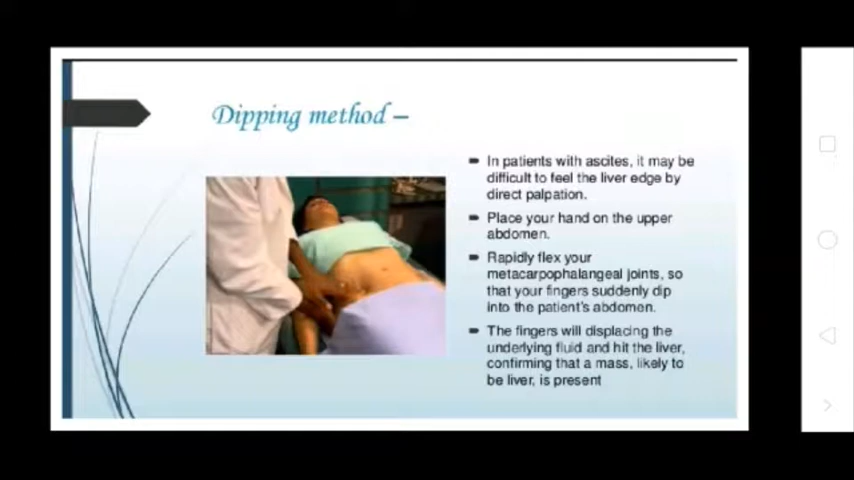 Dipping method –
In patients with ascites, it may be
difficult to feel the liver edge by
direct palpation.
Place your hand on the upper
abdomen.
Rapidly flex your
metacarpophalangeal joints, so
that your fingers suddenly dip
into the patient's abdomen.
The fingers will displacing the
underlying fluid and hit the liver,
confirming that a mass, likely to
be liver, is present